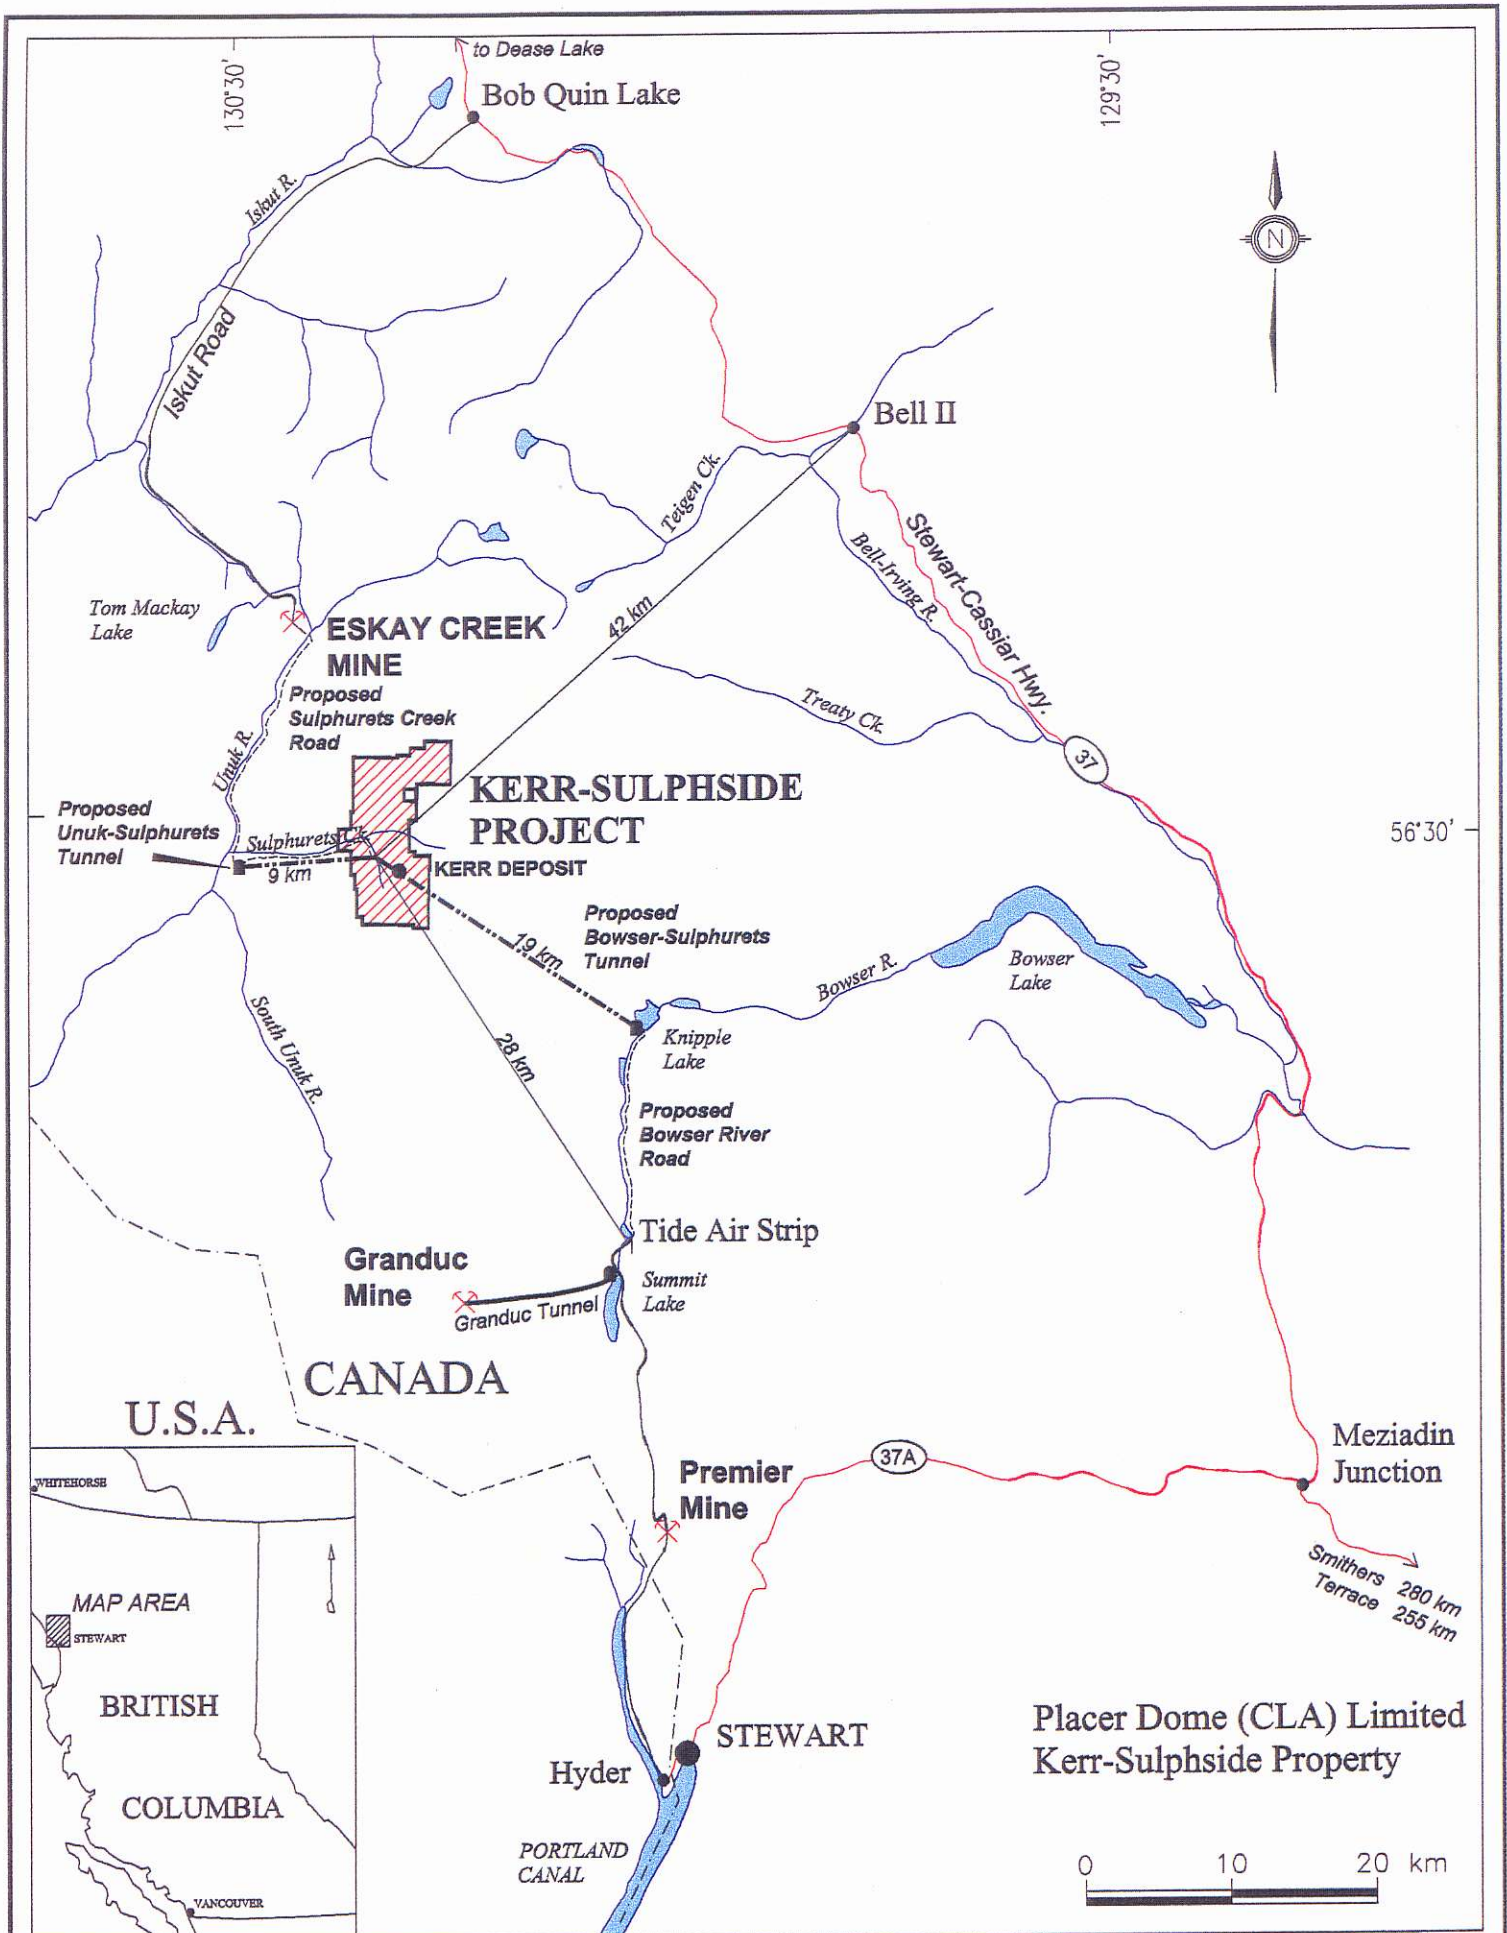 to Dease Lake
130°30'
129°30'
Bob Quin Lake
Iskut R.
N
Iskut Road
Bell II
Teigen Ck.
Stewart-Cassiar Hwy.
Bell-Irving R.
Tom Mackay
Lake
42 km
ESKAY CREEK
MINE
Proposed
Sulphurets Creek
Road
Treaty Ck.
Unuk R.
37
KERR-SULPHSIDE
PROJECT
Proposed
Unuk-Sulphurets
Tunnel
Sulphurets Ck.
56°30'
9 km
KERR DEPOSIT
Proposed
Bowser-Sulphurets
Tunnel
19 km
Bowser R.
Bowser
Lake
South Unuk R.
28 km
Knipple
Lake
Proposed
Bowser River
Road
Tide Air Strip
Granduc
Mine
Summit
Lake
Granduc Tunnel
CANADA
U.S.A.
37A
Meziadin
Junction
Premier
Mine
WHITEHORSE
Smithers 280 km
Terrace 255 km
MAP AREA
STEWART
BRITISH
COLUMBIA
VANCOUVER
STEWART
Hyder
PORTLAND
CANAL
Placer Dome (CLA) Limited
Kerr-Sulphside Property
0 10 20 km